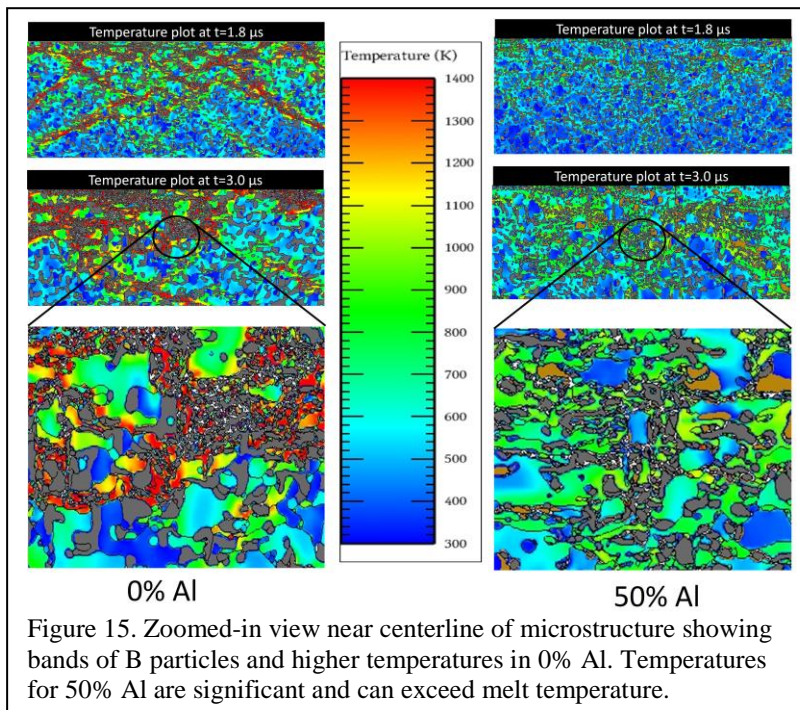 Temperature plot at t=1.8 µs
Temperature plot at t=3.0 µs
0% Al
Temperature (K)
1400
1300
1200
1100
1000
900
800
700
600
500
400
300
Temperature plot at t=1.8 µs
Temperature plot at t=3.0 µs
50% Al
Figure 15. Zoomed-in view near centerline of microstructure showing
bands of B particles and higher temperatures in 0% Al. Temperatures
for 50% Al are significant and can exceed melt temperature.